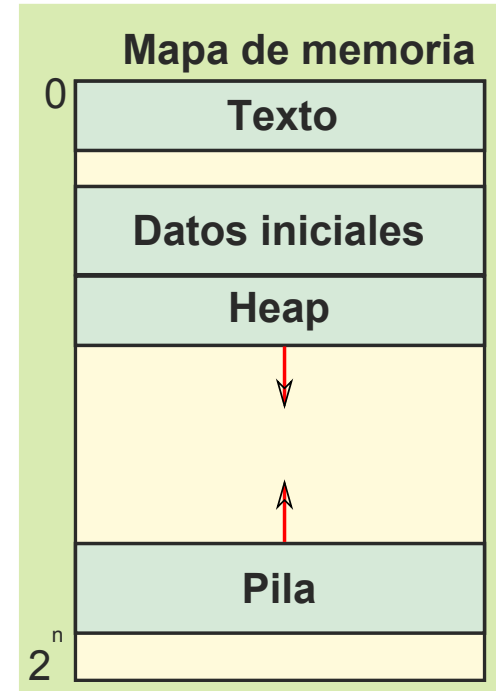 Mapa de memoria
0
Texto
Datos iniciales
Heap
Pila
2ⁿ